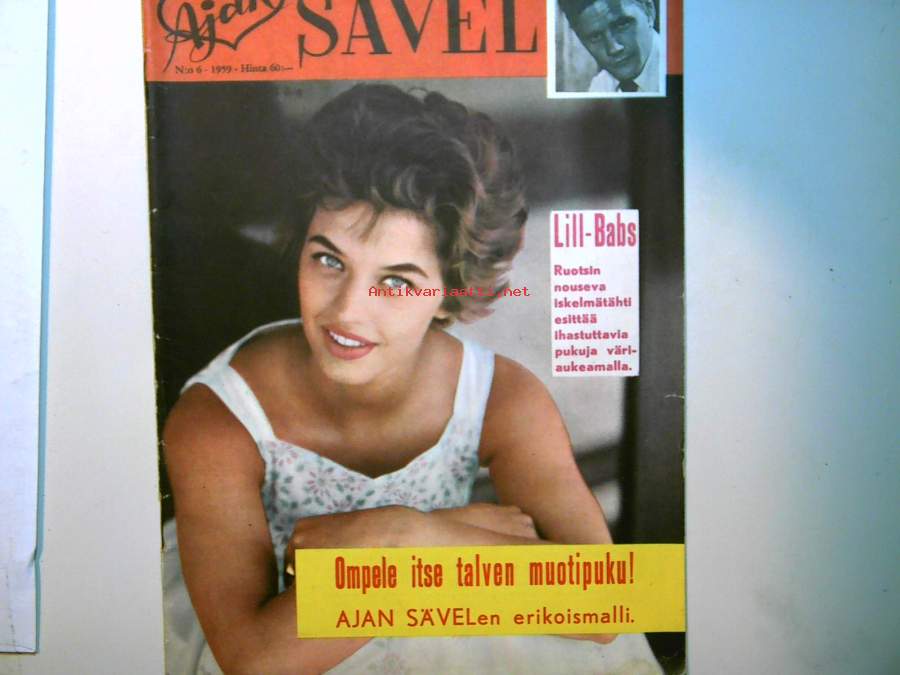 Ajan
SÄVEL
N:o 6 - 1959 - Hinta 60:—
Lill-Babs
Ruotsin
nouseva
iskelmätähti
esittää
ihastuttavia
pukuja väri-
aukeamalla.
Antikvariaatti.net
Ompele itse talven muotipuku!
AJAN SÄVELen erikoismalli.